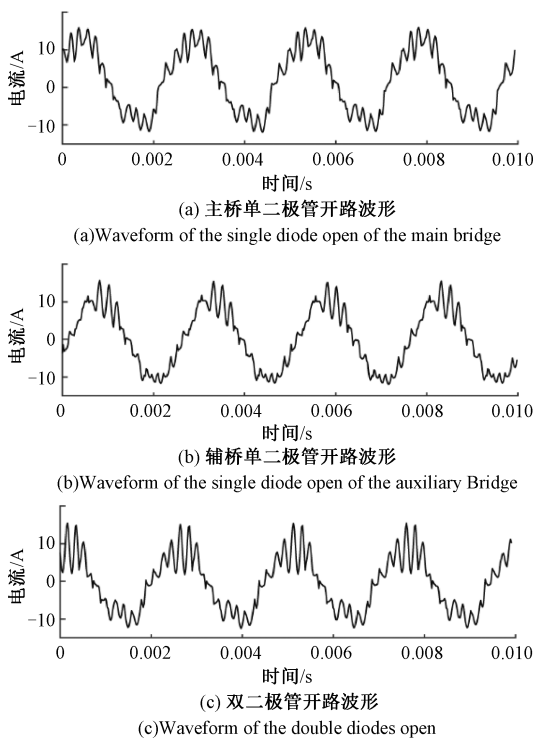 电流/A
10
0
−10
0
0.002
0.004
0.006
0.008
0.010
时间/s
(a) 主桥单二极管开路波形
(a)Waveform of the single diode open of the main bridge
电流/A
10
0
−10
0
0.002
0.004
0.006
0.008
0.010
时间/s
(b) 辅桥单二极管开路波形
(b)Waveform of the single diode open of the auxiliary Bridge
电流/A
10
0
−10
0
0.002
0.004
0.006
0.008
0.010
时间/s
(c) 双二极管开路波形
(c)Waveform of the double diodes open